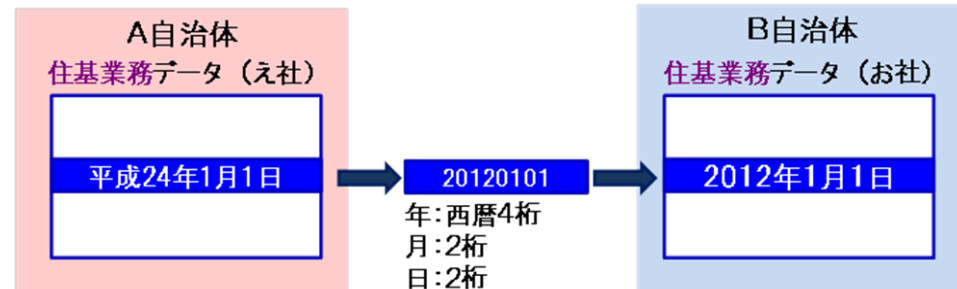 A自治体
住基業務データ（え社）
平成24年1月1日
20120101
年：西暦4桁
月：2桁
日：2桁
B自治体
住基業務データ（お社）
2012年1月1日